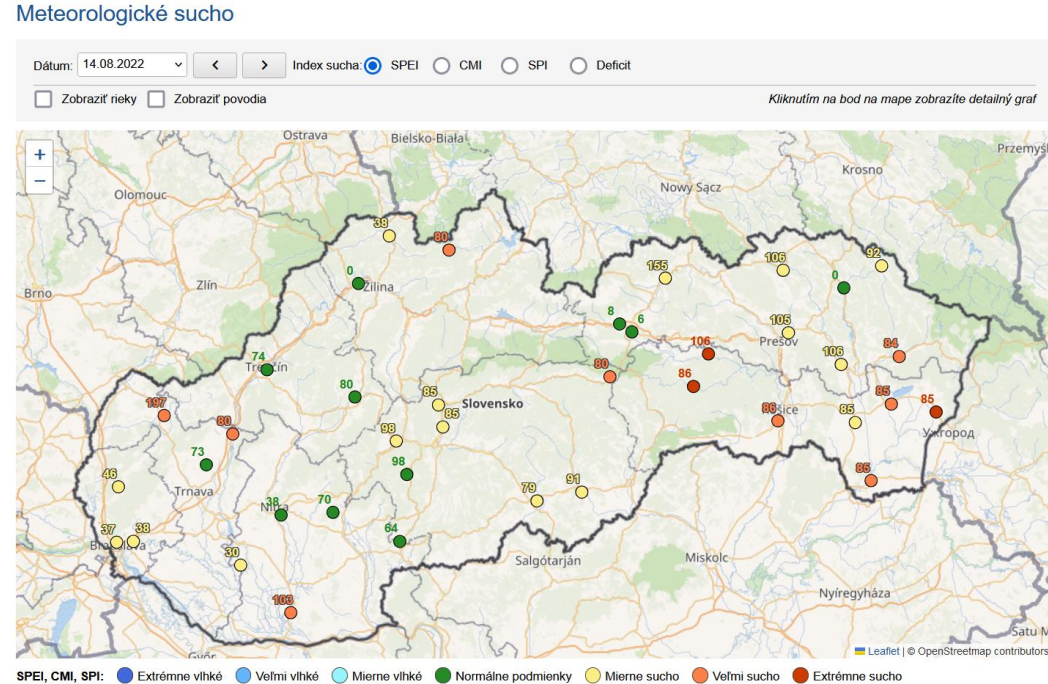 Meteorologické sucho
Dátum: 14.08.2022 < > Index sucha: SPEI CMI SPI Deficit
Zobraziť rieky Zobraziť povodia Kliknutím na bod na mape zobrazíte detailný graf
+
−
Ostrava
Bielsko-Biała
Przemyśl
Krosno
Nowy Sącz
Olomouc
38
80
92
106
155
0
0
Zlín
Žilina
Brno
8
6
105
Prešov
106
106
84
74
Trenčín
80
86
80
85
Slovensko
85
85
85
197
80
85
86
98
Ужгород
73
98
85
46
Trnava
91
79
38
Nitra
70
64
37
38
Bratislava
30
Salgótarján
Miskolc
Nyíregyháza
103
Satu M
Győr
Leaflet | © OpenStreetmap contributors
SPEI, CMI, SPI: Extrémne vlhké Veľmi vlhké Mierne vlhké Normálne podmienky Mierne sucho Veľmi sucho Extrémne sucho